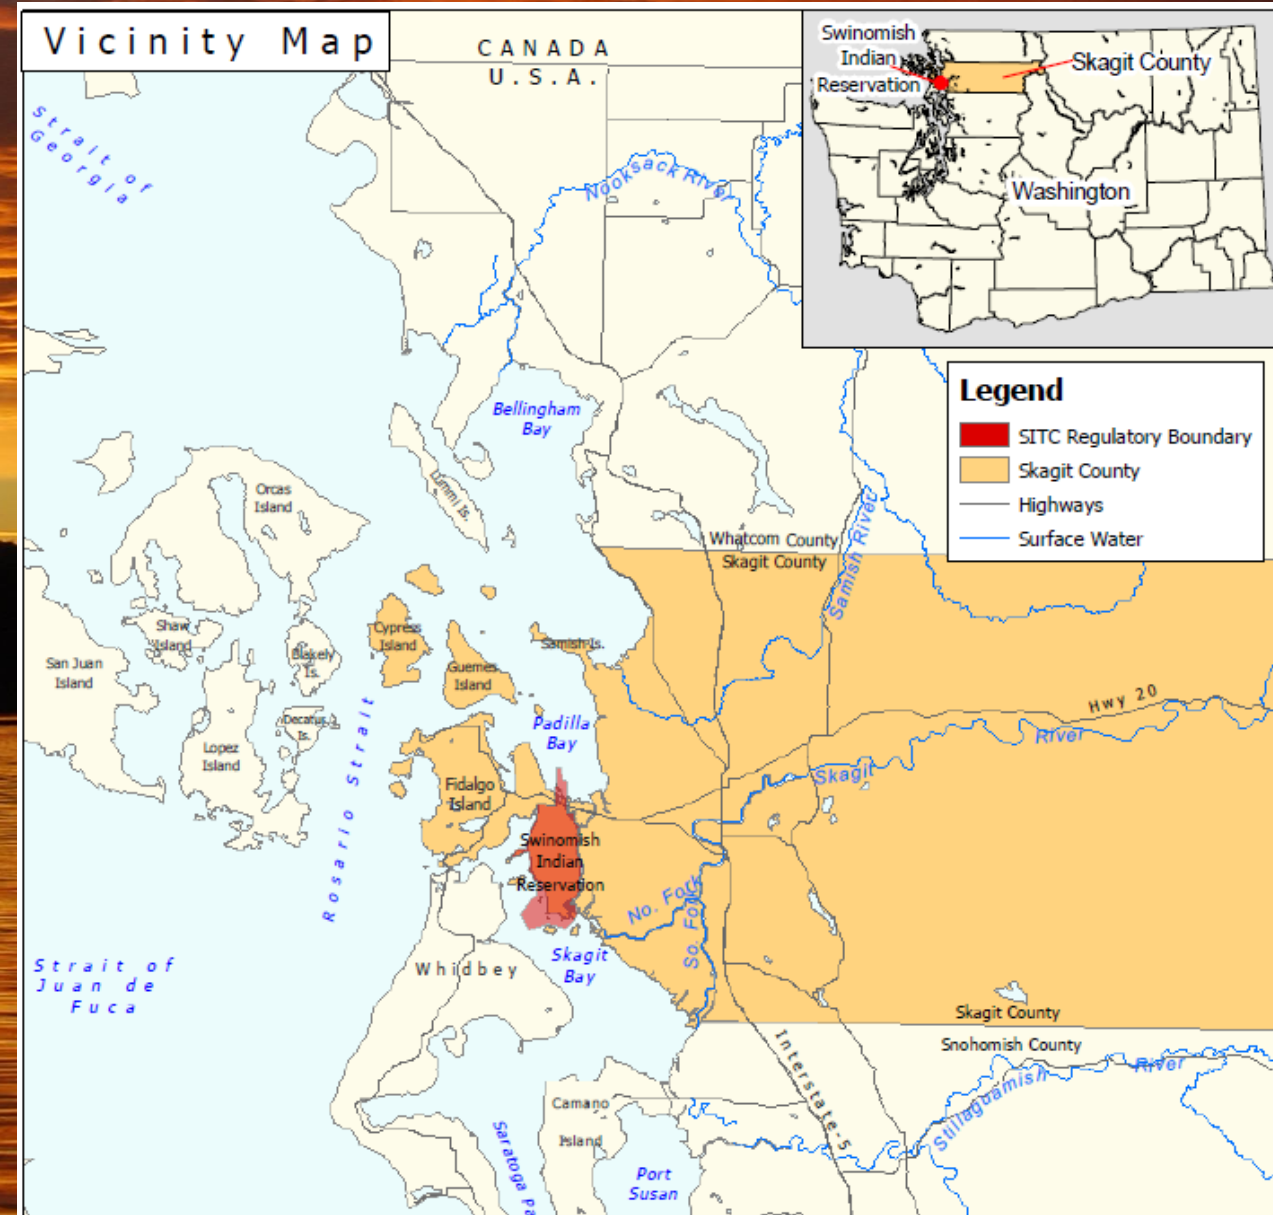 Vicinity Map
CANADA
U.S.A.
Strait of
Georgia
Nooksack River
Swinomish
Indian
Reservation
Skagit County
Washington
Legend
SITC Regulatory Boundary
Skagit County
Highways
Surface Water
Bellingham
Bay
Lummi Is.
Orcas
Island
Whatcom County
Skagit County
Samish River
Shaw
Island
San Juan
Island
Blakely
Is.
Cypress
Island
Guemes
Island
Samish Is.
Decatur
Is.
Lopez
Island
Rosario Strait
Padilla
Bay
Fidalgo
Island
Hwy 20
Skagit
River
Swinomish
Indian
Reservation
No. Fork
So. Fork
Skagit
Bay
Whidbey
Strait of
Juan de
Fuca
Skagit County
Snohomish County
Interstate-5
Stillaguamish
River
Camano
Island
Saratoga Pa
Port
Susan